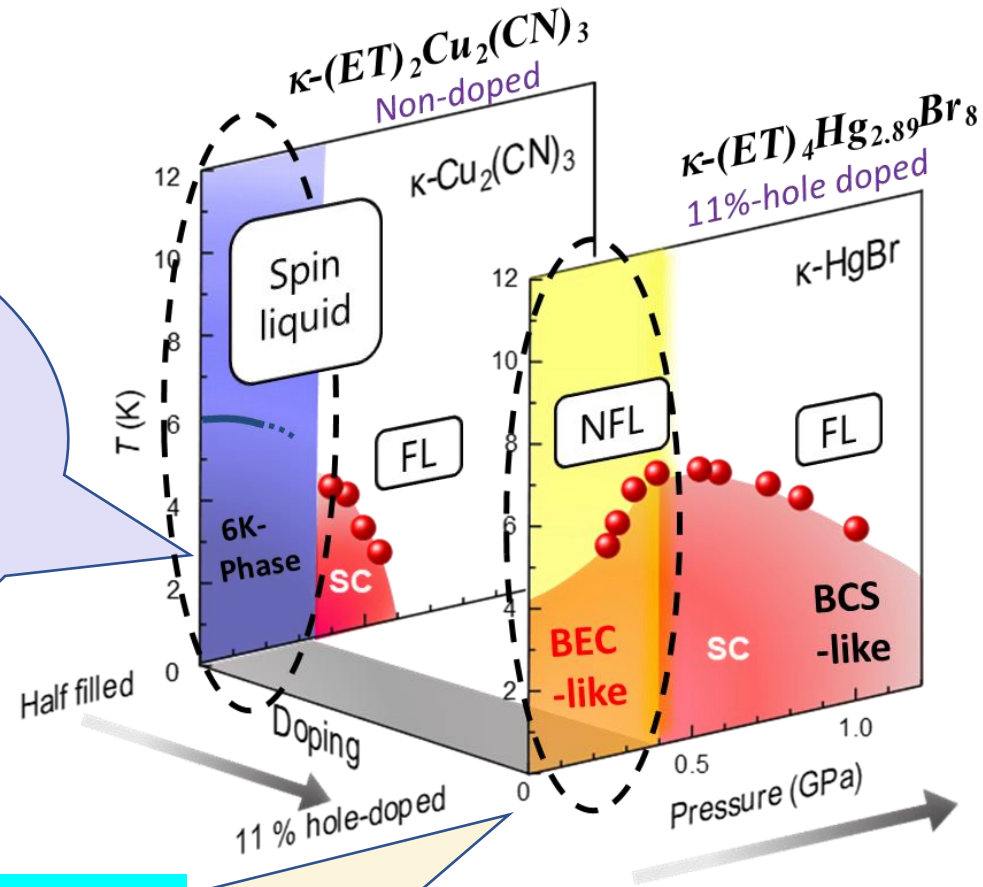 κ-(ET)₂Cu₂(CN)₃
Non-doped
κ-(ET)₄Hg₂.₈₉Br₈
11%-hole doped
κ-Cu₂(CN)₃
κ-HgBr
12
10
8
6
4
2
0
T (K)
Spin
liquid
FL
6K-
Phase
SC
12
10
8
6
4
2
0
NFL
FL
BEC
-like
SC
BCS
-like
0.5
1.0
Half filled
Doping
11 % hole-doped
Pressure (GPa)